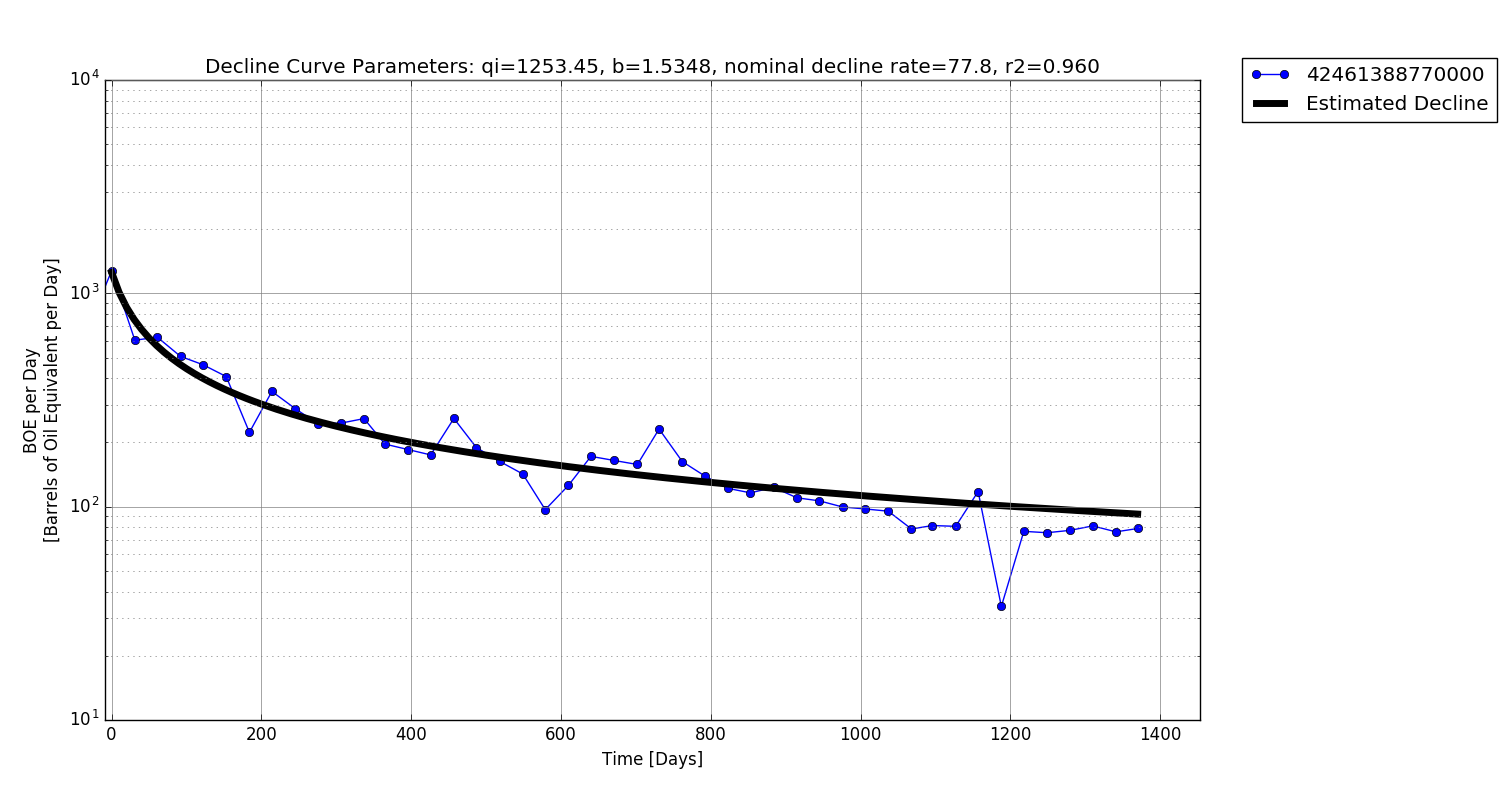 Decline Curve Parameters: qi=1253.45, b=1.5348, nominal decline rate=77.8, r2=0.960
42461388770000
Estimated Decline
BOE per Day
[Barrels of Oil Equivalent per Day]
10^4
10^3
10^2
10^1
0 200 400 600 800 1000 1200 1400
Time [Days]